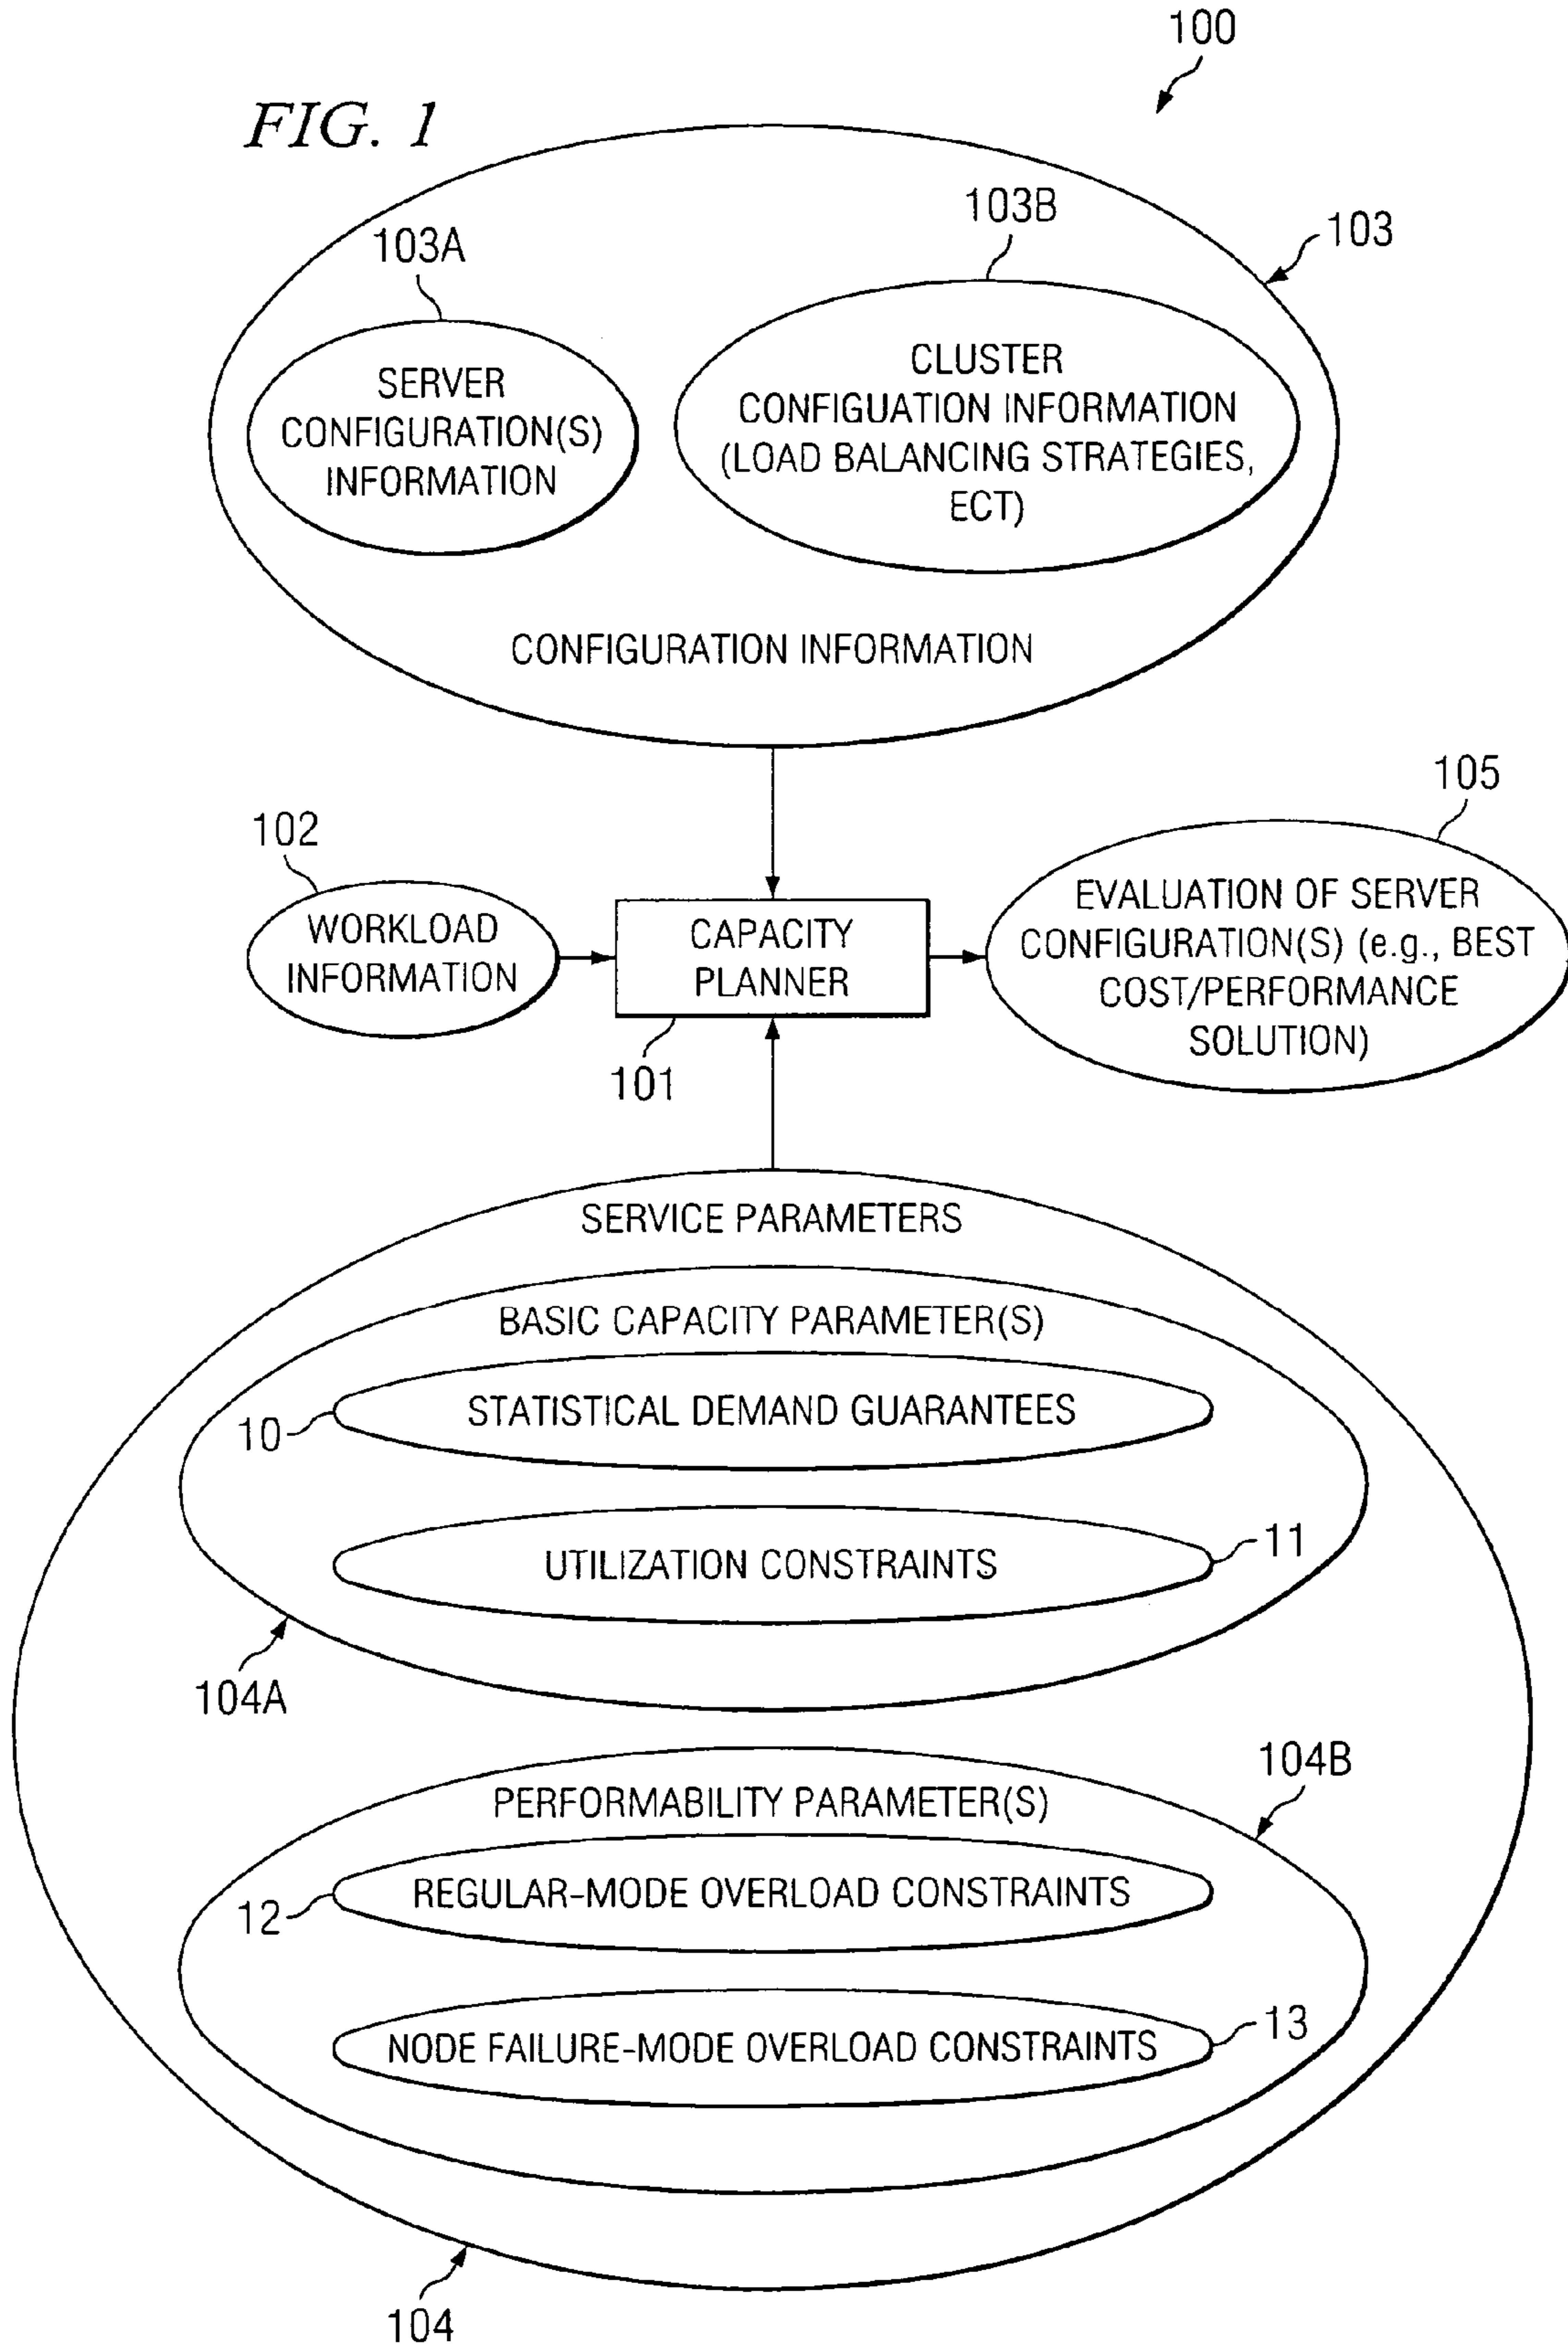 100
FIG. 1
103B
103
103A
SERVER
CONFIGURATION(S)
INFORMATION
CLUSTER
CONFIGUATION INFORMATION
(LOAD BALANCING STRATEGIES,
ECT)
CONFIGURATION INFORMATION
105
102
WORKLOAD
INFORMATION
CAPACITY
PLANNER
101
EVALUATION OF SERVER
CONFIGURATION(S) (e.g., BEST
COST/PERFORMANCE
SOLUTION)
SERVICE PARAMETERS
BASIC CAPACITY PARAMETER(S)
STATISTICAL DEMAND GUARANTEES
10
UTILIZATION CONSTRAINTS
11
104A
104B
PERFORMABILITY PARAMETER(S)
REGULAR-MODE OVERLOAD CONSTRAINTS
12
NODE FAILURE-MODE OVERLOAD CONSTRAINTS
13
104